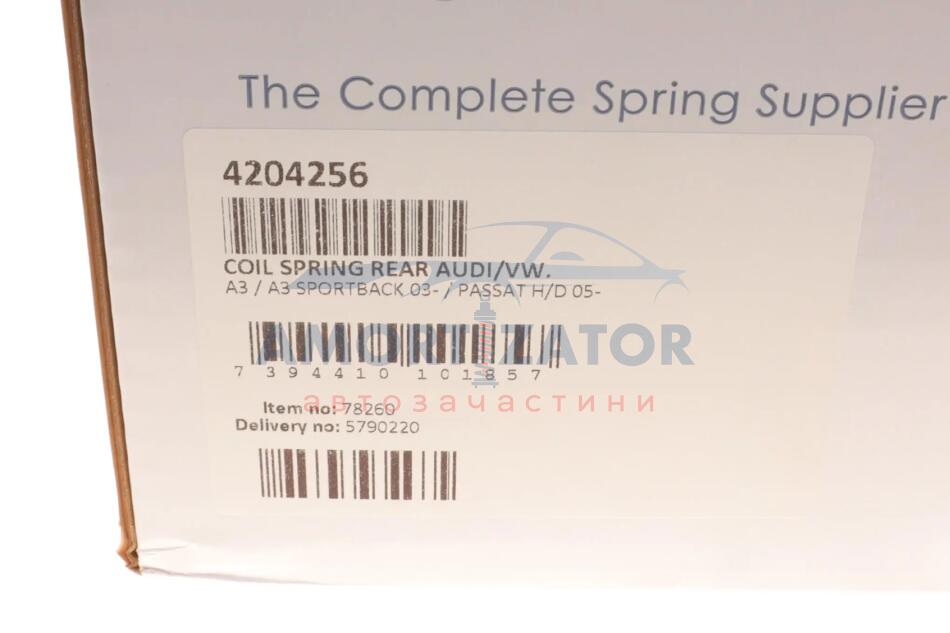 The Complete Spring Supplier
4204256
COIL SPRING REAR AUDI/VW.
A3 / A3 SPORTBACK 03- / PASSAT H/D 05-
AMORTIZATOR
7 394410 101857
автозачастини
Item no: 78260
Delivery no: 5790220